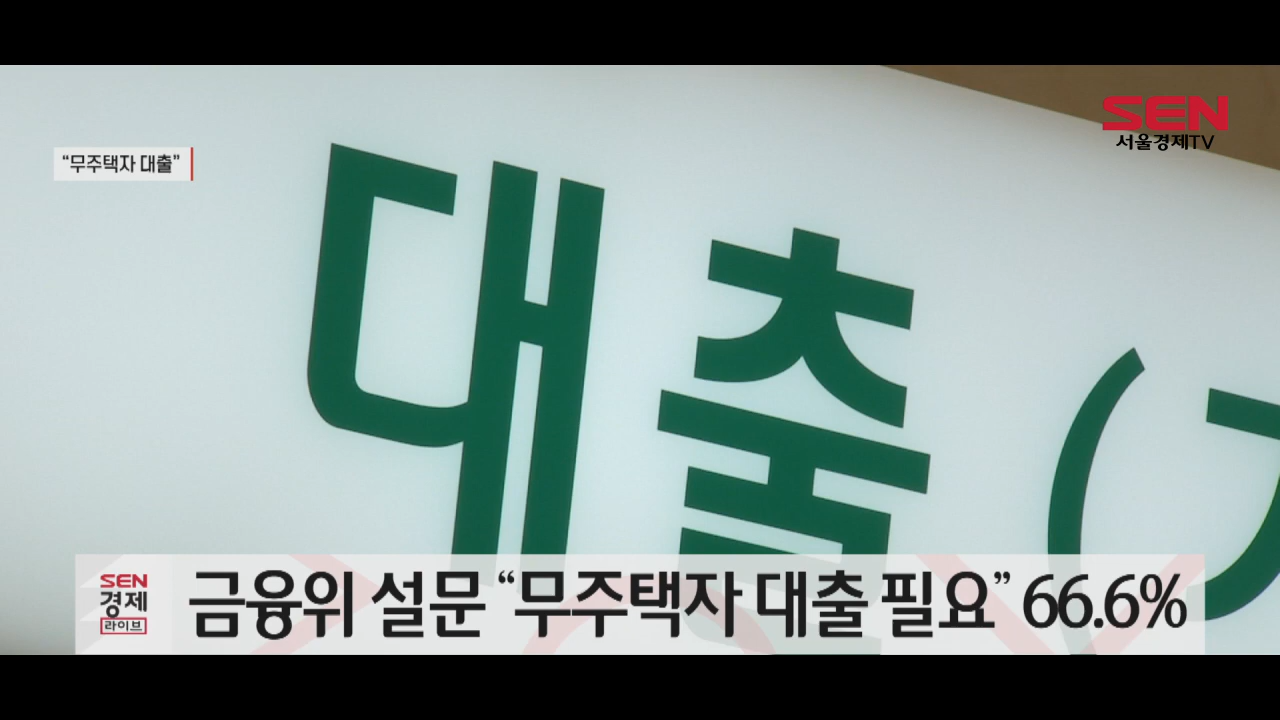 SEN
서울경제TV
“무주택자 대출”
대출 (
SEN
경제
라이브
금융위 설문 “무주택자 대출 필요” 66.6%